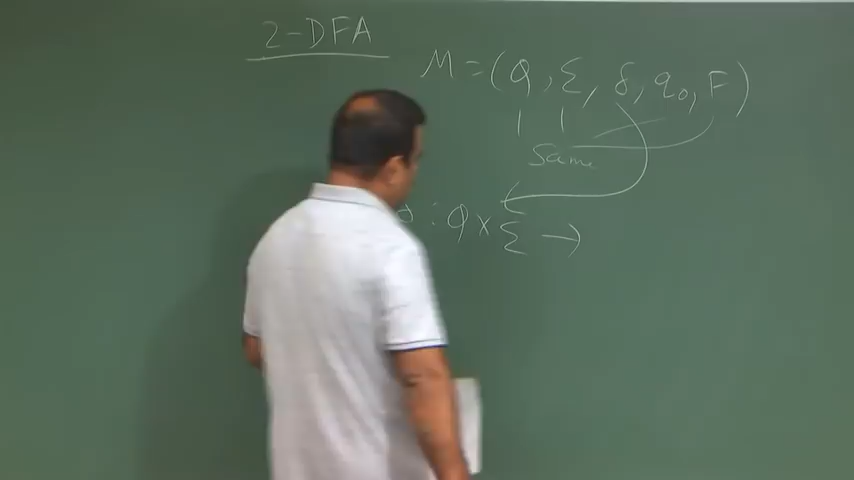 2-DFA
M = (Q, Σ, δ, q₀, F)
Same
δ : Q × Σ →